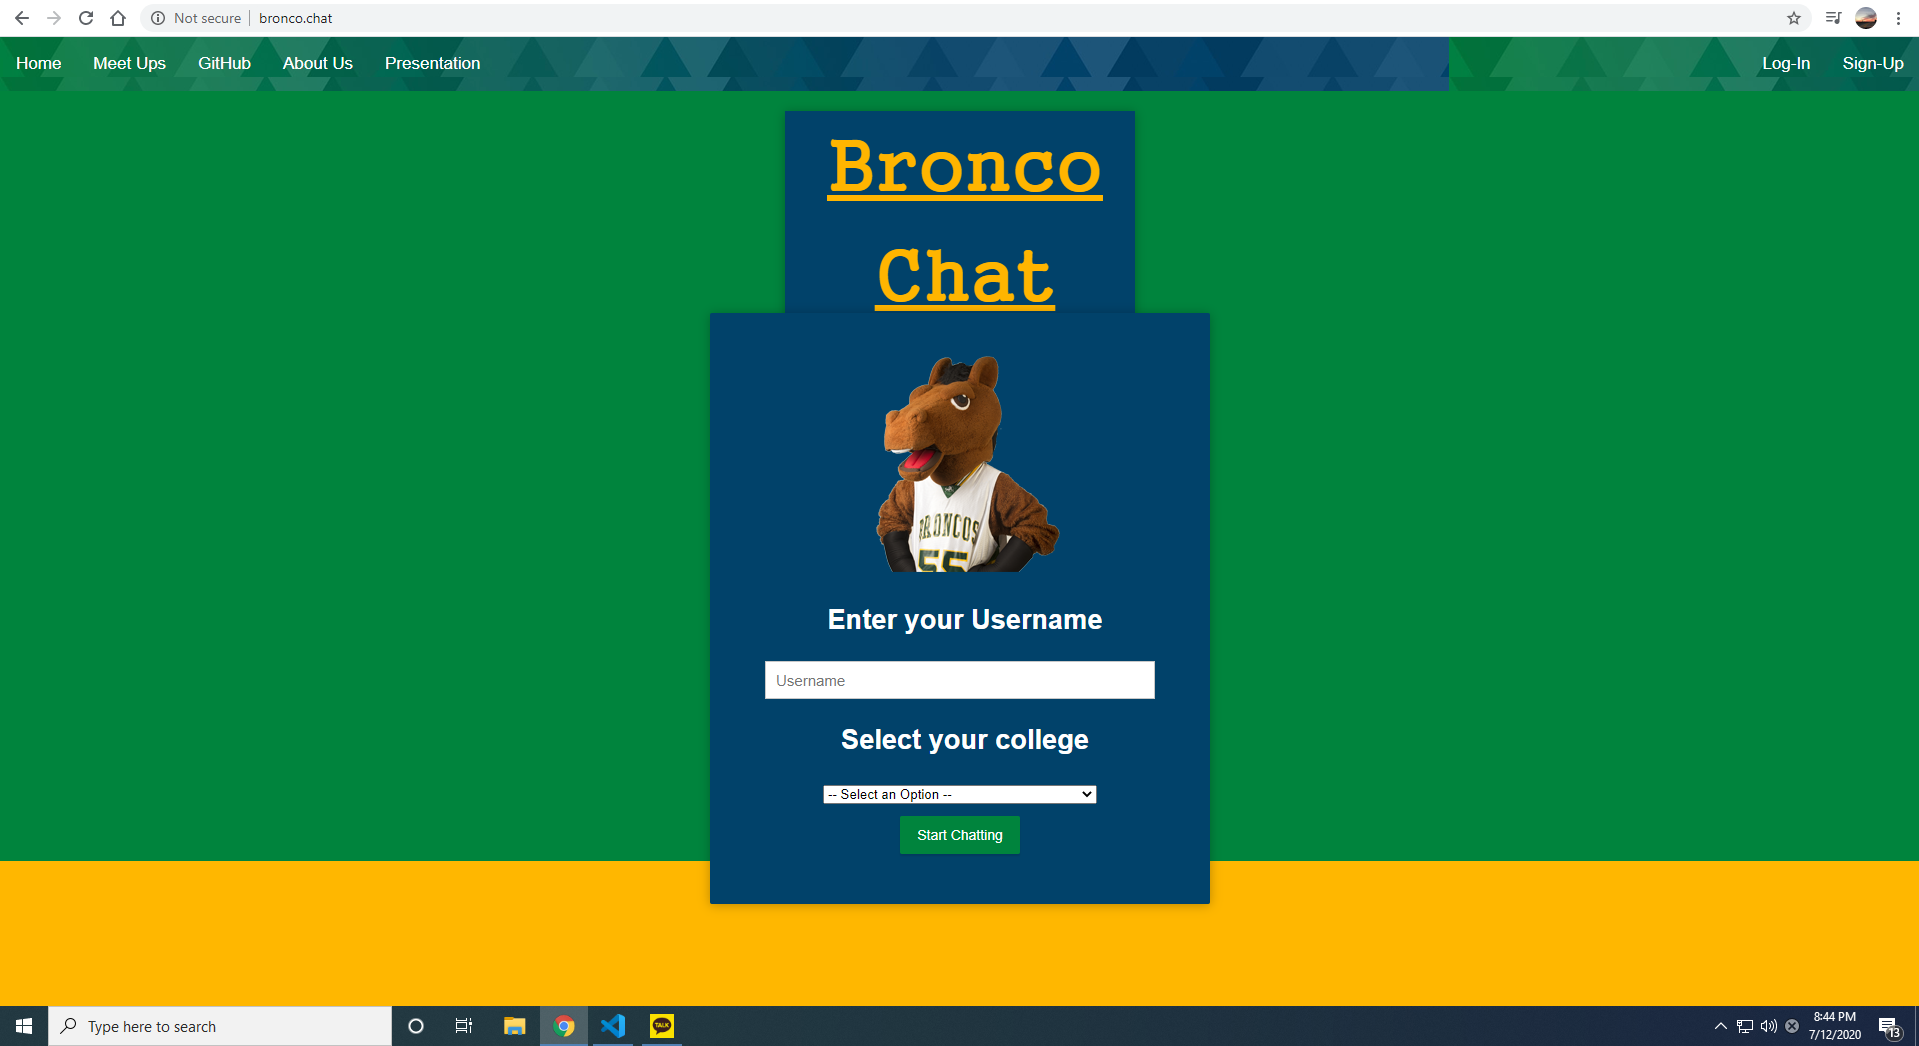 Not secure bronco.chat
Home Meet Ups GitHub About Us Presentation Log-In Sign-Up
Bronco
Chat
BRONCOS
55
Enter your Username
Username
Select your college
-- Select an Option --
Start Chatting
Type here to search
TALK
8:44 PM
7/12/2020
13